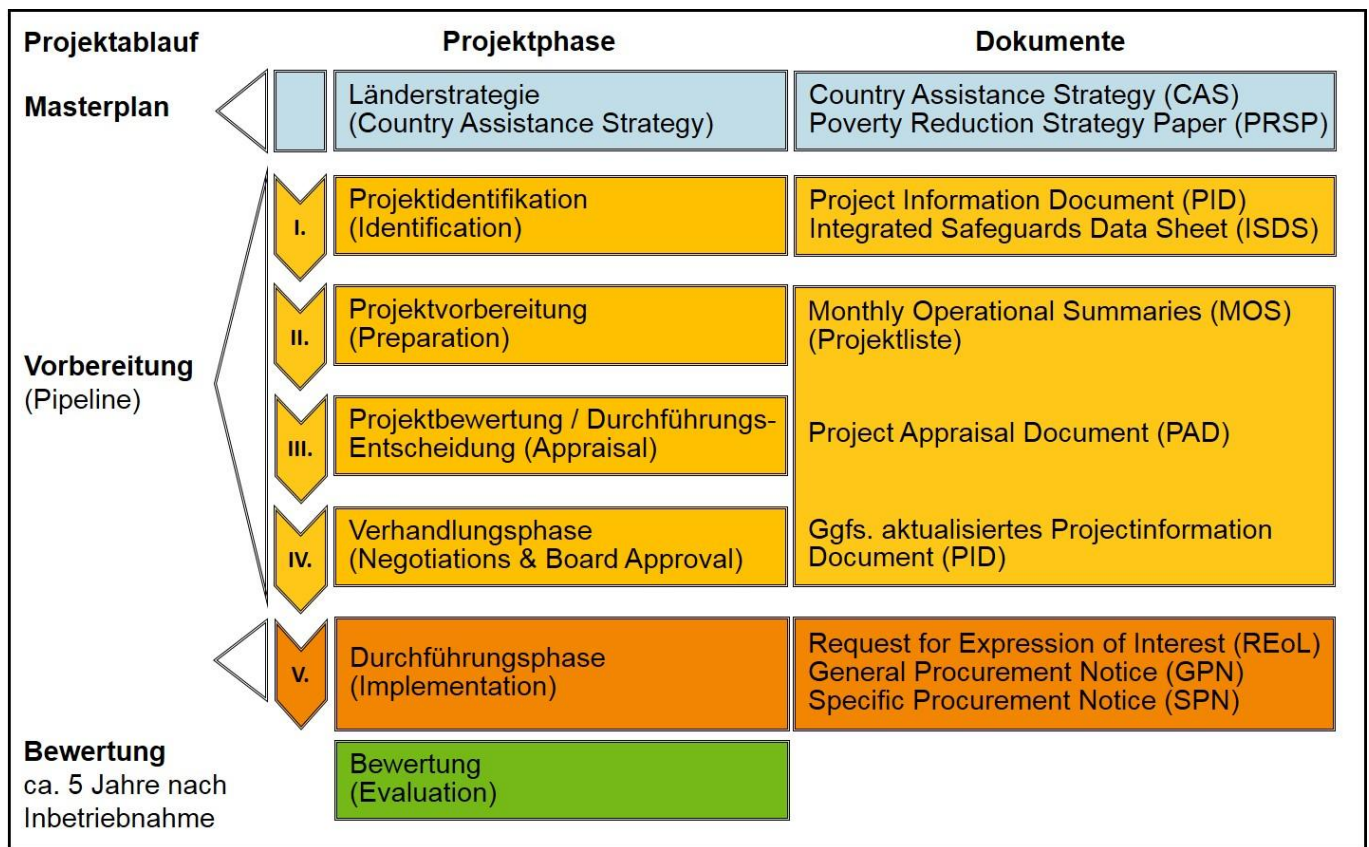 Projektablauf
Projektphase
Dokumente
Masterplan
Länderstrategie
(Country Assistance Strategy)
Country Assistance Strategy (CAS)
Poverty Reduction Strategy Paper (PRSP)
Vorbereitung
(Pipeline)
I.
Projektidentifikation
(Identification)
Project Information Document (PID)
Integrated Safeguards Data Sheet (ISDS)
II.
Projektvorbereitung
(Preparation)
Monthly Operational Summaries (MOS)
(Projektliste)
III.
Projektbewertung / Durchführungs-
Entscheidung (Appraisal)
Project Appraisal Document (PAD)
IV.
Verhandlungsphase
(Negotiations & Board Approval)
Ggfs. aktualisiertes Projectinformation
Document (PID)
V.
Durchführungsphase
(Implementation)
Request for Expression of Interest (REoL)
General Procurement Notice (GPN)
Specific Procurement Notice (SPN)
Bewertung
ca. 5 Jahre nach
Inbetriebnahme
Bewertung
(Evaluation)